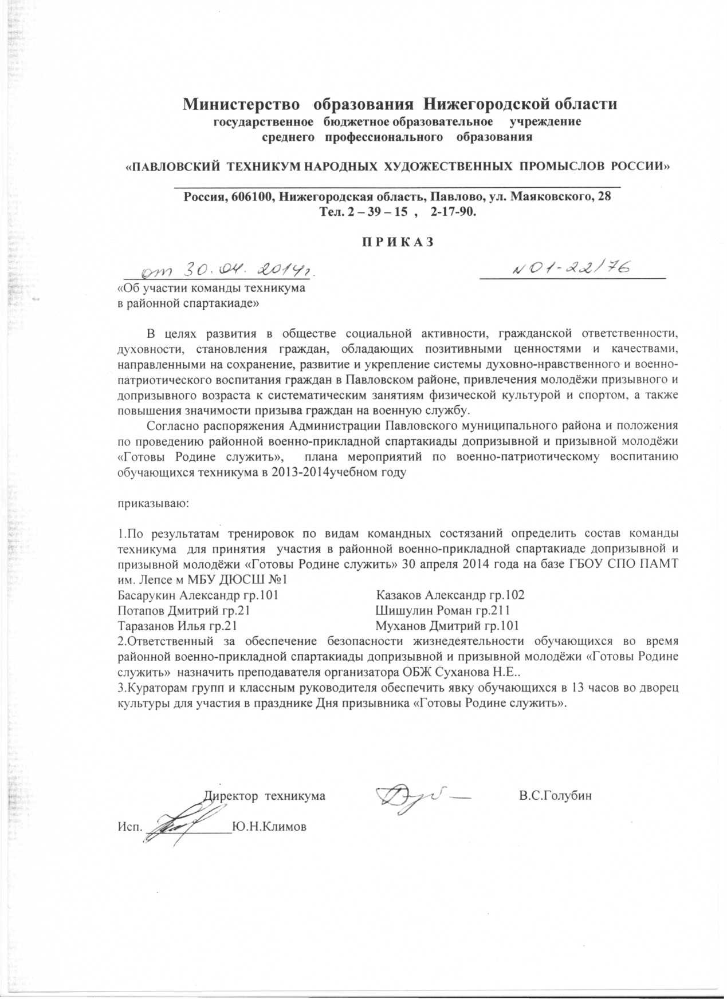 Министерство образования Нижегородской области
государственное бюджетное образовательное учреждение
среднего профессионального образования
«ПАВЛОВСКИЙ ТЕХНИКУМ НАРОДНЫХ ХУДОЖЕСТВЕННЫХ ПРОМЫСЛОВ РОССИИ»
Россия, 606100, Нижегородская область, Павлово, ул. Маяковского, 28
Тел. 2 – 39 – 15 , 2-17-90.
П Р И К А З
от 30.04. 2014г. N 01-22/76
«Об участии команды техникума
в районной спартакиаде»
В целях развития в обществе социальной активности, гражданской ответственности,
духовности, становления граждан, обладающих позитивными ценностями и качествами,
направленными на сохранение, развитие и укрепление системы духовно-нравственного и военно-
патриотического воспитания граждан в Павловском районе, привлечения молодёжи призывного и
допризывного возраста к систематическим занятиям физической культурой и спортом, а также
повышения значимости призыва граждан на военную службу.
Согласно распоряжения Администрации Павловского муниципального района и положения
по проведению районной военно-прикладной спартакиады допризывной и призывной молодёжи
«Готовы Родине служить», плана мероприятий по военно-патриотическому воспитанию
обучающихся техникума в 2013-2014учебном году
приказываю:
1.По результатам тренировок по видам командных состязаний определить состав команды
техникума для принятия участия в районной военно-прикладной спартакиаде допризывной и
призывной молодёжи «Готовы Родине служить» 30 апреля 2014 года на базе ГБОУ СПО ПАМТ
им. Лепсе м МБУ ДЮСШ №1
Басарукин Александр гр.101 Казаков Александр гр.102
Потапов Дмитрий гр.21 Шишулин Роман гр.211
Таразанов Илья гр.21 Муханов Дмитрий гр.101
2.Ответственный за обеспечение безопасности жизнедеятельности обучающихся во время
районной военно-прикладной спартакиады допризывной и призывной молодёжи «Готовы Родине
служить» назначить преподавателя организатора ОБЖ Суханова Н.Е..
3.Кураторам групп и классным руководителя обеспечить явку обучающихся в 13 часов во дворец
культуры для участия в празднике Дня призывника «Готовы Родине служить».
Директор техникума В.С.Голубин
Исп. Ю.Н.Климов